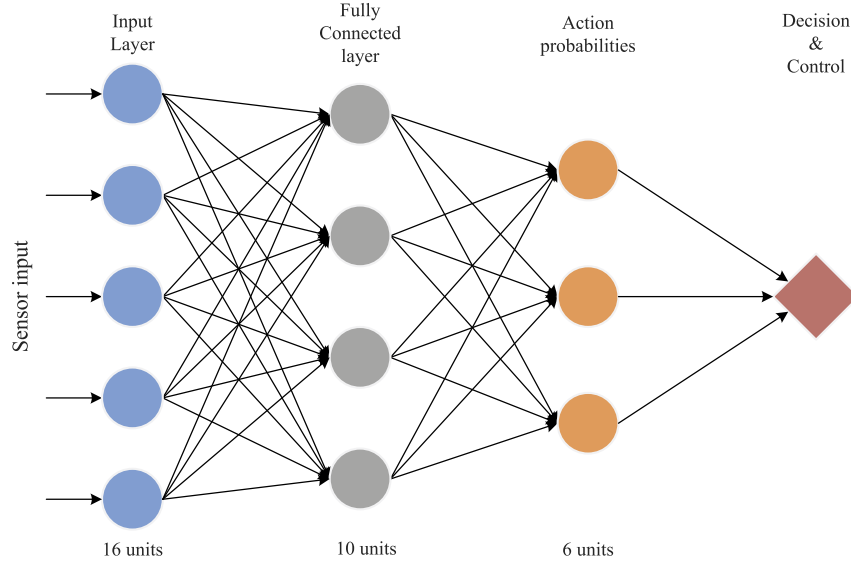 Input
Layer
Fully
Connected
layer
Action
probabilities
Decision
&
Control
Sensor input
16 units
10 units
6 units